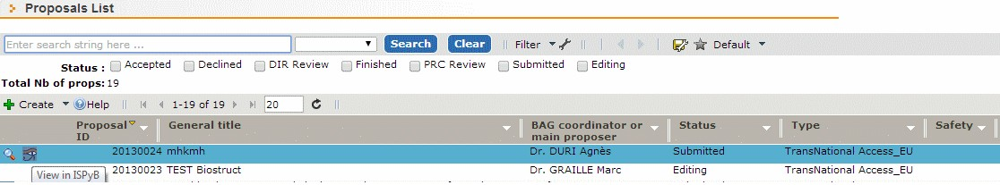 Proposals List
Enter search string here ... Search Clear Filter Default
Status : Accepted Declined DIR Review Finished PRC Review Submitted Editing
Total Nb of props: 19
Create Help 1-19 of 19 20
Proposal ID General title BAG coordinator or main proposer Status Type Safety
20130024 mhkmh Dr. DURI Agnès Submitted TransNational Access_EU
View in ISPyB
20130023 TEST Biostruct Dr. GRAILLE Marc Editing TransNational Access_EU